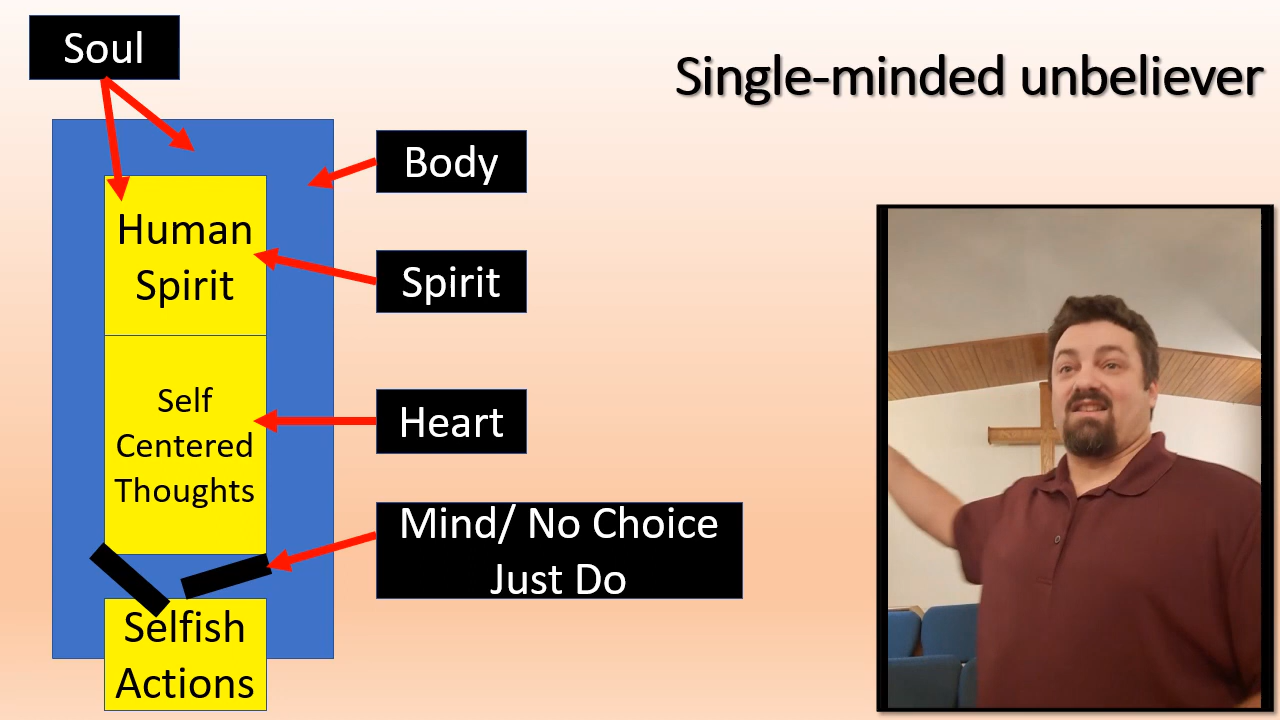 Soul
Single-minded unbeliever
Body
Human
Spirit
Spirit
Self
Centered
Thoughts
Heart
Mind/ No Choice
Just Do
Selfish
Actions